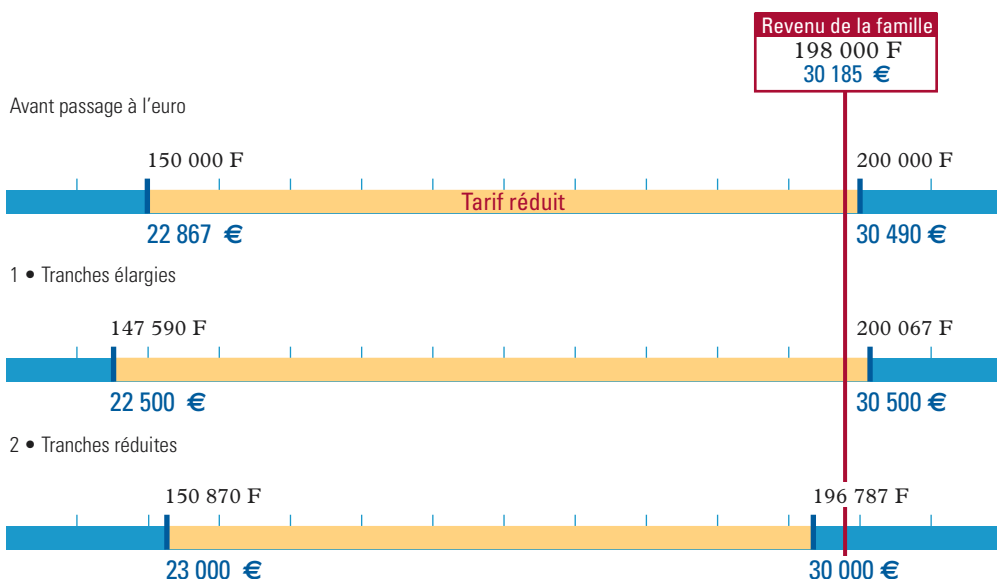 Revenu de la famille
198 000 F
30 185 €
Avant passage à l'euro
150 000 F
200 000 F
Tarif réduit
22 867 €
30 490 €
1 • Tranches élargies
147 590 F
200 067 F
22 500 €
30 500 €
2 • Tranches réduites
150 870 F
196 787 F
23 000 €
30 000 €